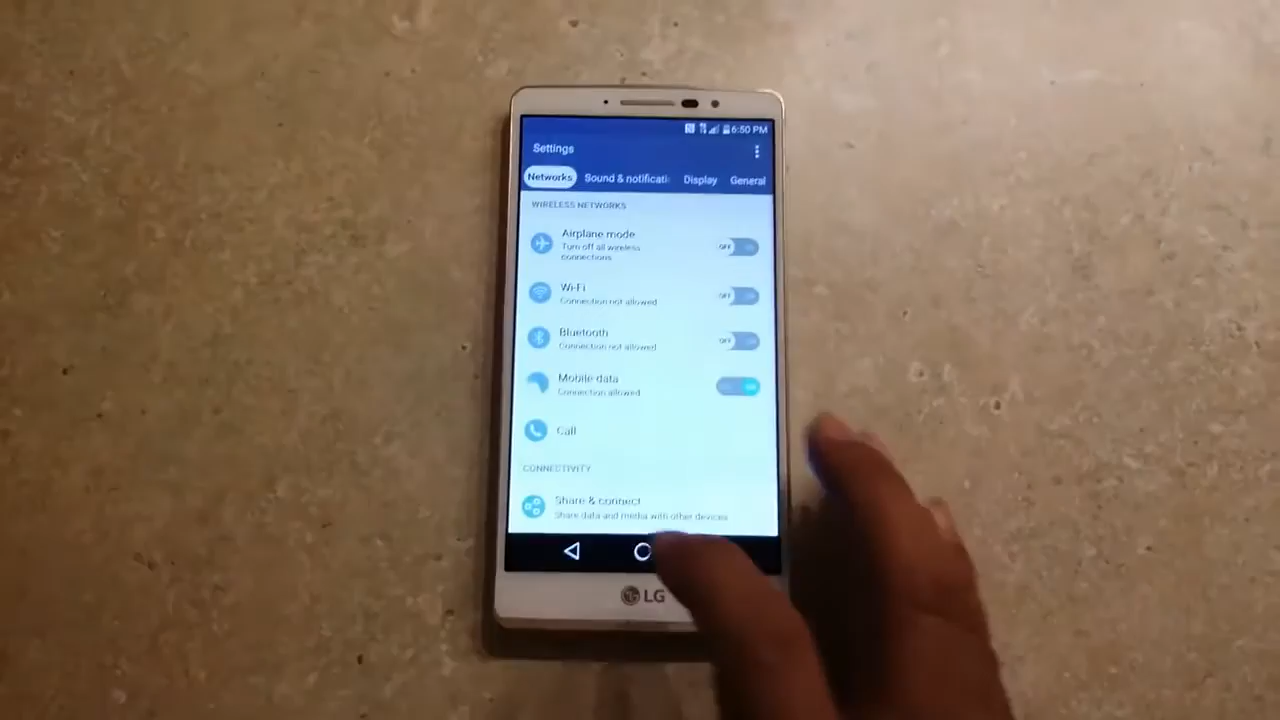 6:50 PM
Settings
Networks Sound & notificati Display General
WIRELESS NETWORKS
Airplane mode
Turn off all wireless
connections
OFF
Wi-Fi
Connection not allowed
OFF
Bluetooth
Connection not allowed
OFF
Mobile data
Connection allowed
ON
Call
CONNECTIVITY
Share & connect
Share data and media with other devices
LG